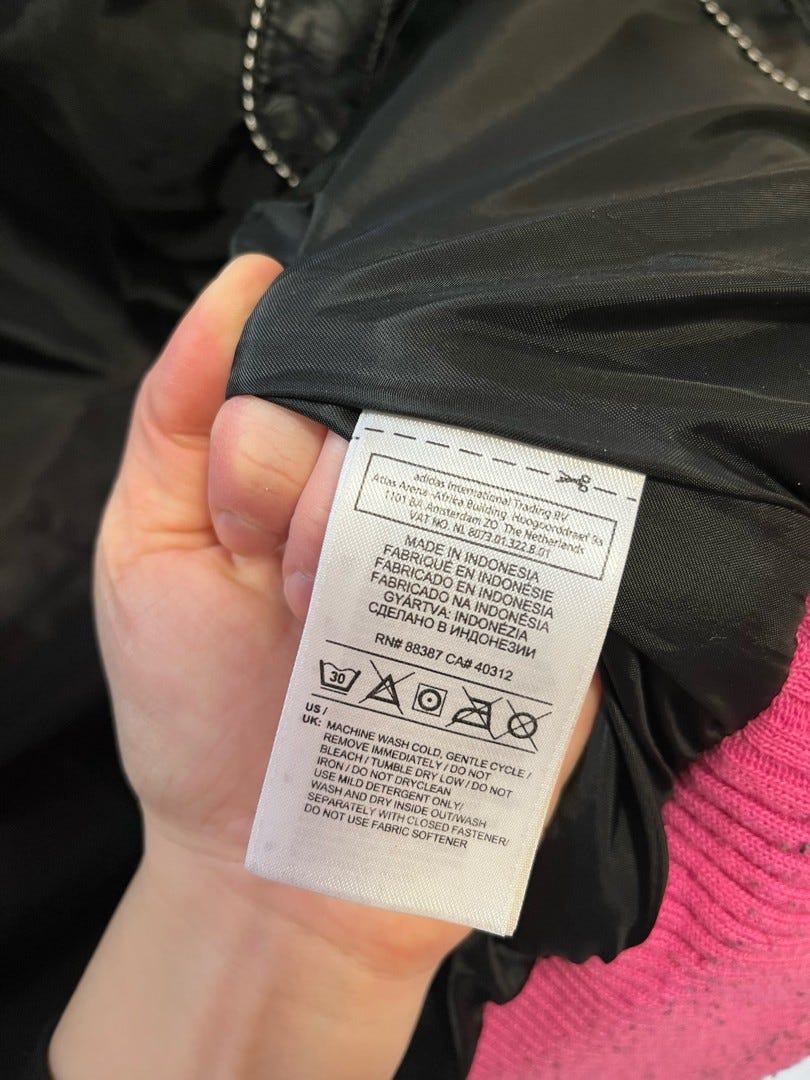 adidas International Trading BV
Atlas Arena -Africa Building Hoogoorddreef 9a
1101 BA Amsterdam ZO The Netherlands
VAT NO. NL 8073.01.322.B.01
MADE IN INDONESIA
FABRIQUÉ EN INDONÉSIE
FABRICADO EN INDONESIA
FABRICADO NA INDONÉSIA
GYÁRTVA: INDONÉZIA
СДЕЛАНО В ИНДОНЕЗИИ
RN# 88387 CA# 40312
30
US /
UK: MACHINE WASH COLD, GENTLE CYCLE /
REMOVE IMMEDIATELY / DO NOT
BLEACH / TUMBLE DRY LOW / DO NOT
IRON / DO NOT DRYCLEAN
USE MILD DETERGENT ONLY/
WASH AND DRY INSIDE OUT/WASH
SEPARATELY WITH CLOSED FASTENER/
DO NOT USE FABRIC SOFTENER